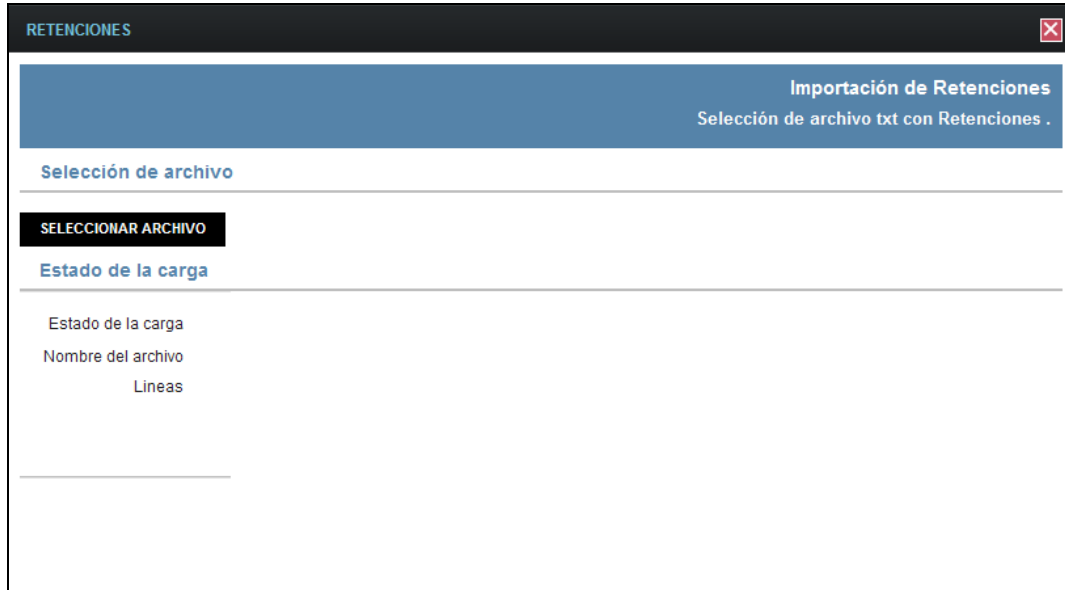 RETENCIONES
Importación de Retenciones
Selección de archivo txt con Retenciones .
Selección de archivo
SELECCIONAR ARCHIVO
Estado de la carga
Estado de la carga
Nombre del archivo
Lineas